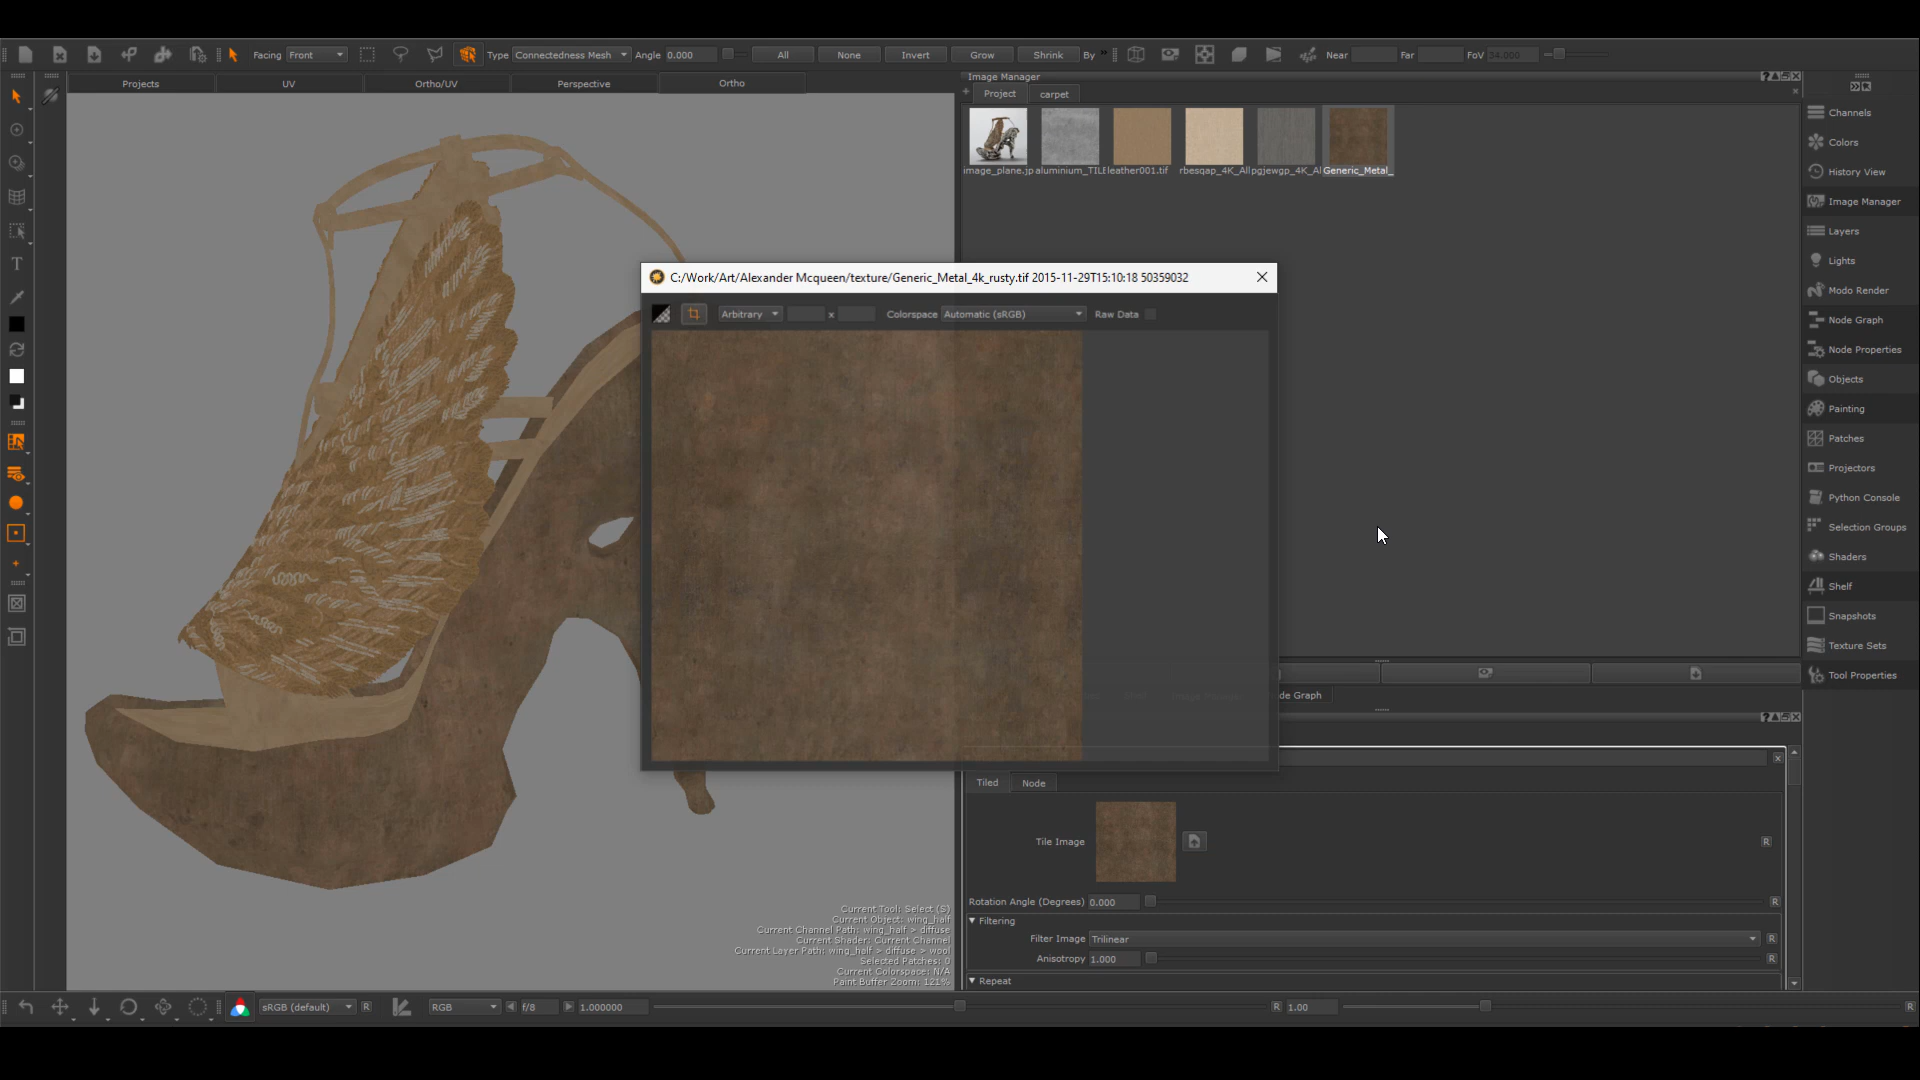 Facing Front Type Connectedness Mesh Angle 0.000 All None Invert Grow Shrink By Near Far FoV 54.000
Projects UV Ortho/UV Perspective Ortho
Image Manager
Project carpet
image_plane.jp aluminium_TILE leather001.tif rbesqap_4K_Al pgjewgp_4K_Al Generic_Metal_
C:/Work/Art/Alexander Mcqueen/texture/Generic_Metal_4k_rusty.tif 2015-11-29T15:10:18 50359032
Arbitrary x Colorspace Automatic (sRGB) Raw Data
Channels
Colors
History View
Image Manager
Layers
Lights
Modo Render
Node Graph
Node Properties
Objects
Painting
Patches
Projectors
Python Console
Selection Groups
Shaders
Shelf
Snapshots
Texture Sets
Tool Properties
de Graph
Tiled Node
Tile Image R
Rotation Angle (Degrees) 0.000 R
Filtering
Filter Image Trilinear R
Anisotropy 1.000 R
Repeat
Current Tool: Select (S)
Current Object: wing_half
Current Channel Path: wing_half > diffuse
Current Shader: Current Channel
Current Layer Path: wing_half > diffuse > wool
Selected Patches: 0
Current Colorspace: N/A
Paint Buffer Zoom: 121%
sRGB (default) R RGB f/8 1.000000 R 1.00 R